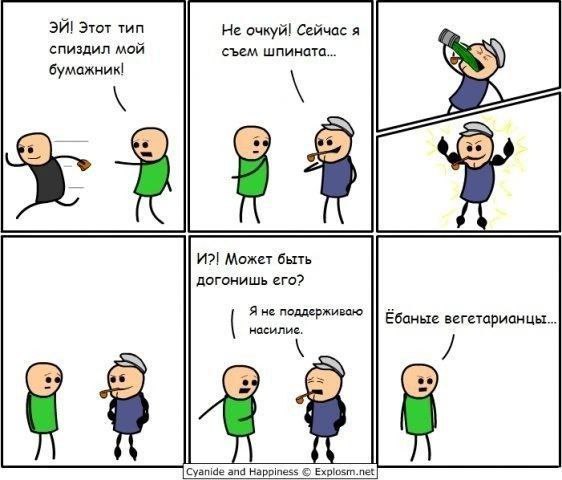 ЭЙ! Этот тип
спиздил мой
бумажник!
Не очкуй! Сейчас я
съем шпината...
И?! Может быть
догонишь его?
Я не поддерживаю
насилие.
Ёбаные вегетарианцы...
Cyanide and Happiness © Explosm.net